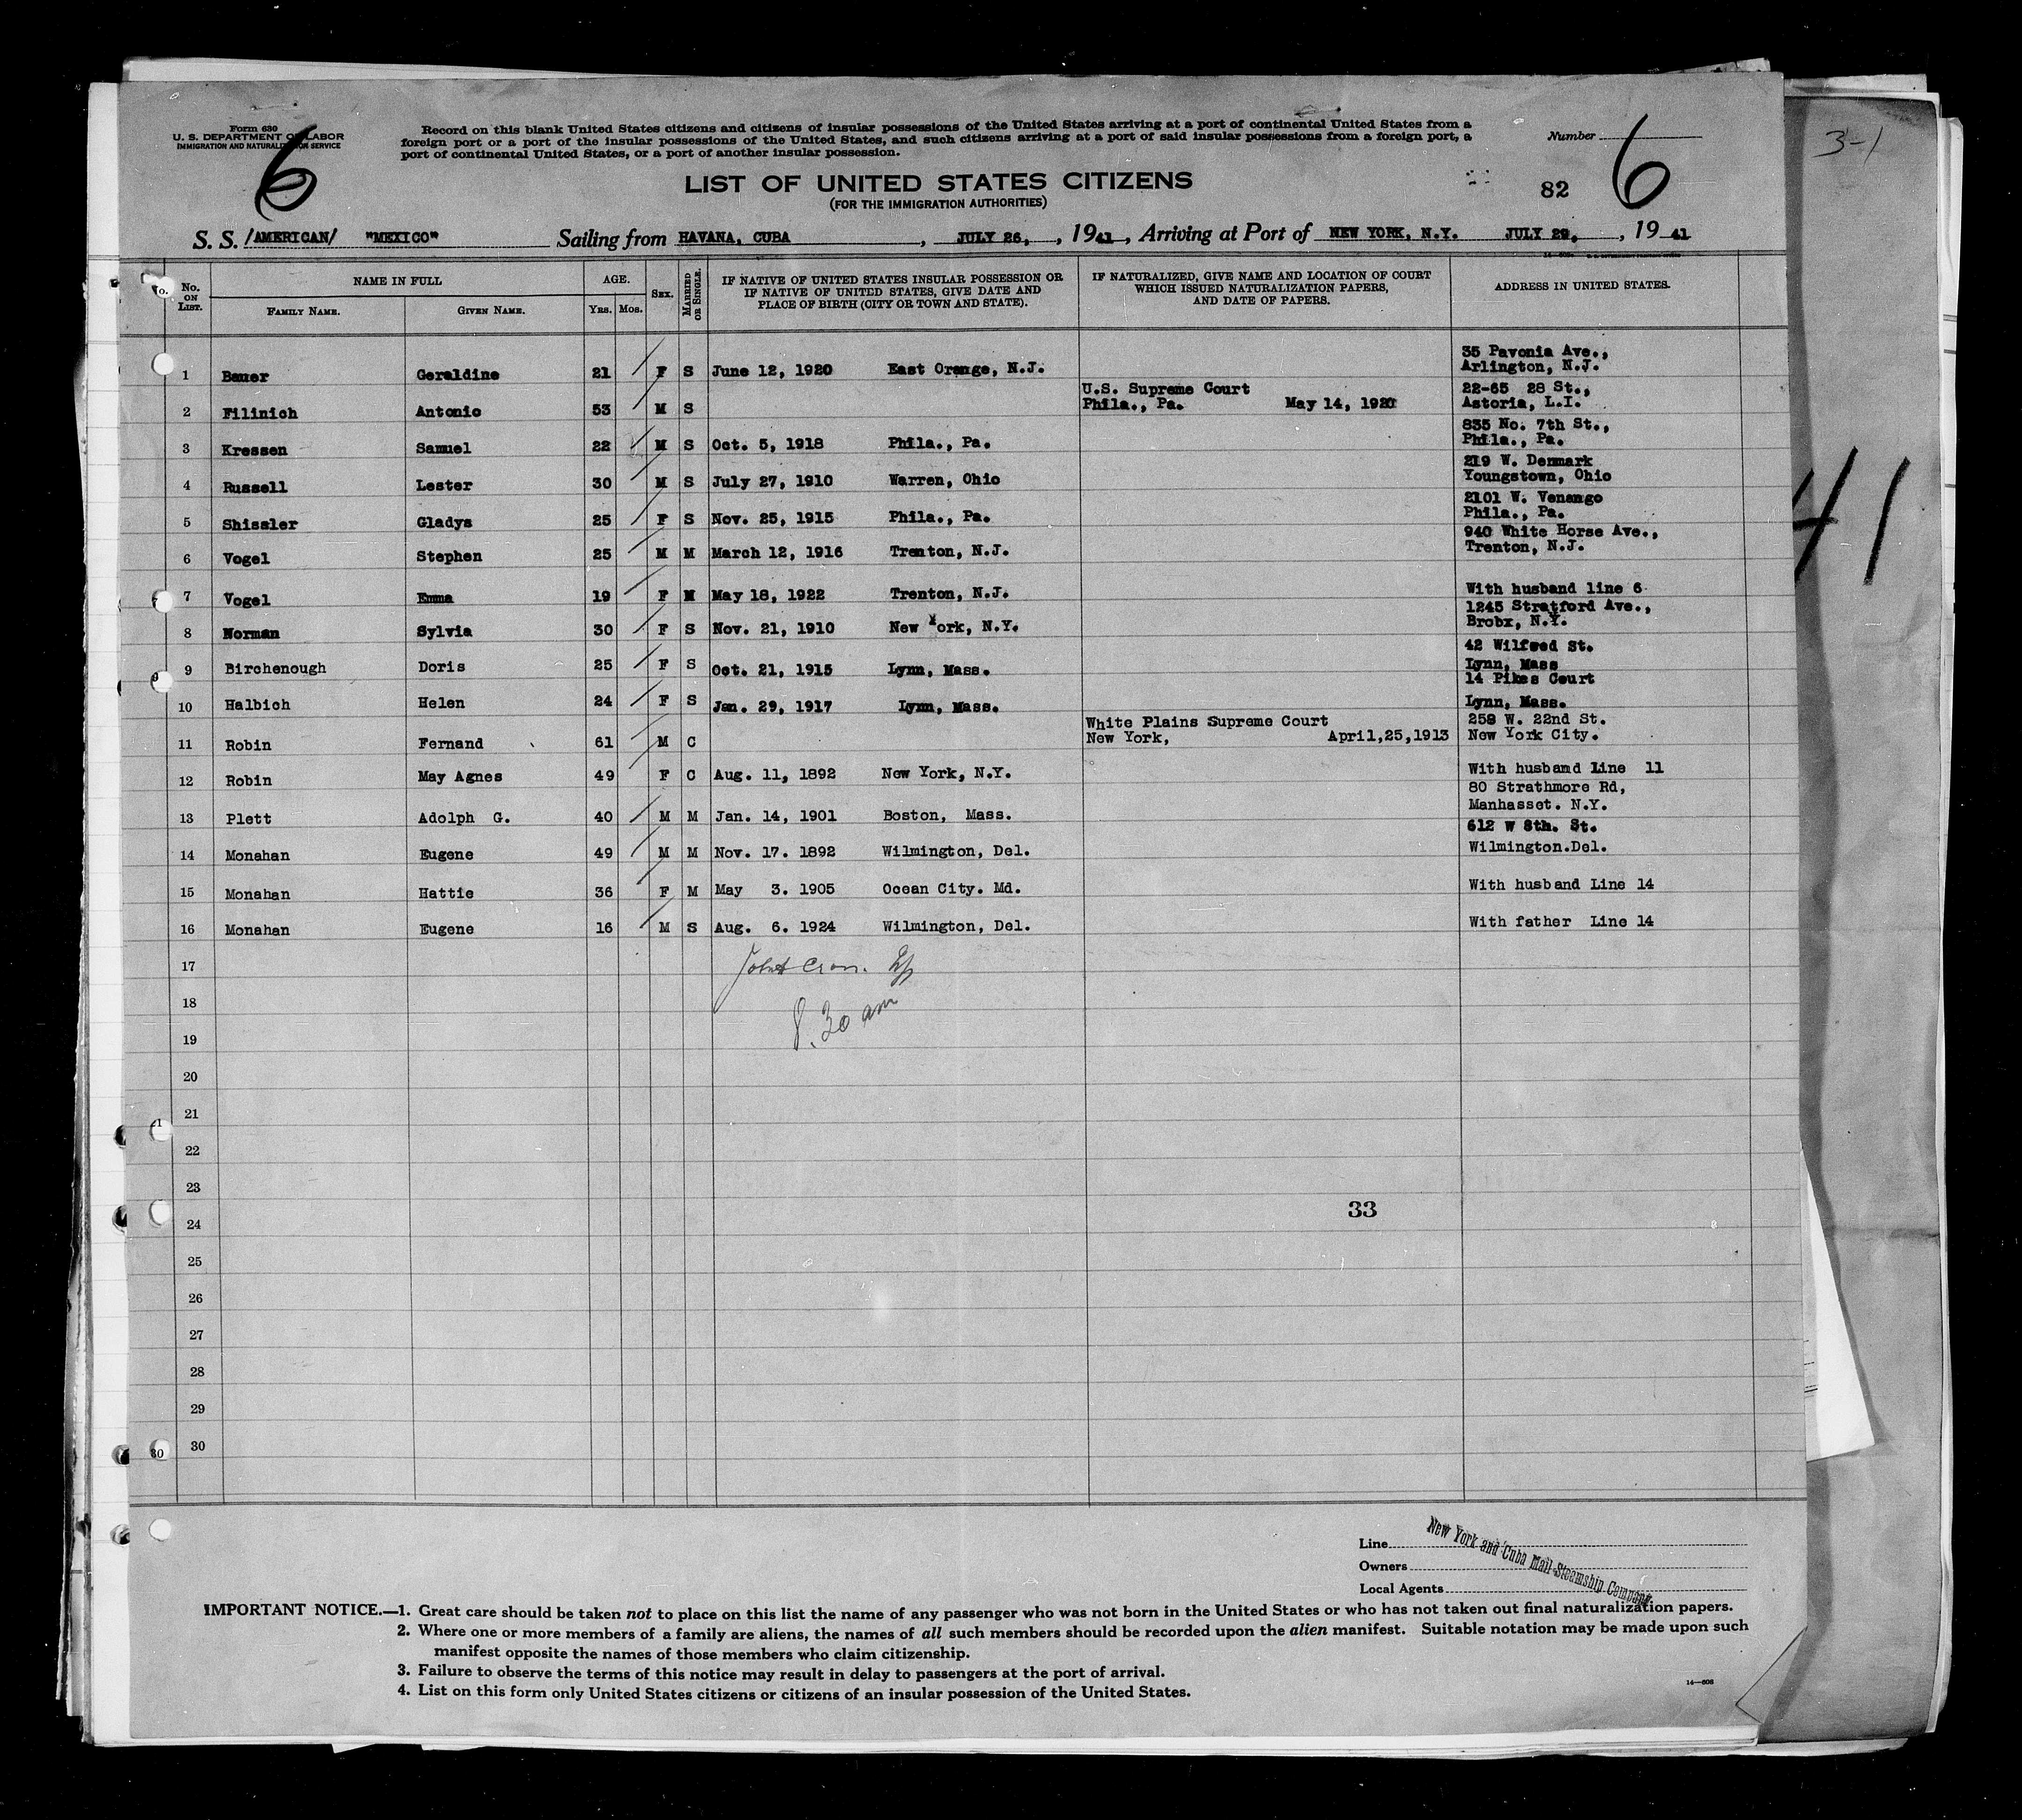 Form 630
U. S. DEPARTMENT OF LABOR
IMMIGRATION AND NATURALIZATION SERVICE
6
Record on this blank United States citizens and citizens of insular possessions of the United States arriving at a port of continental United States from a
foreign port or a port of the insular possessions of the United States, and such citizens arriving at a port of said insular possessions from a foreign port, a
port of continental United States, or a port of another insular possession.
Number
6
3-1
LIST OF UNITED STATES CITIZENS
(FOR THE IMMIGRATION AUTHORITIES)
82
S. S. /AMERICAN/ "MEXICO" Sailing from HAVANA, CUBA , JULY 26, , 1941, Arriving at Port of NEW YORK, N.Y. JULY 29, , 19 41
No. ON LIST. NAME IN FULL FAMILY NAME. GIVEN NAME. AGE. YRS. MOS. SEX. MARRIED OR SINGLE. IF NATIVE OF UNITED STATES INSULAR POSSESSION OR IF NATIVE OF UNITED STATES, GIVE DATE AND PLACE OF BIRTH (CITY OR TOWN AND STATE). IF NATURALIZED, GIVE NAME AND LOCATION OF COURT WHICH ISSUED NATURALIZATION PAPERS, AND DATE OF PAPERS. ADDRESS IN UNITED STATES.
1 Bauer Geraldine 21 F S June 12, 1920 East Orange, N.J. 35 Pavonia Ave., Arlington, N.J.
2 Filinich Antonio 53 M S U.S. Supreme Court Phila., Pa. May 14, 1921 22-65 28 St., Astoria, L.I.
3 Kressen Samuel 22 M S Oct. 5, 1918 Phila., Pa. 835 No. 7th St., Phila., Pa.
4 Russell Lester 30 M S July 27, 1910 Warren, Ohio 219 W. Denmark Youngstown, Ohio
5 Shissler Gladys 25 F S Nov. 25, 1915 Phila., Pa. 2101 W. Venango Phila., Pa.
6 Vogel Stephen 25 M M March 12, 1916 Trenton, N.J. 940 White Horse Ave., Trenton, N.J.
7 Vogel Emma 19 F M May 18, 1922 Trenton, N.J. With husband line 6
8 Norman Sylvia 30 F S Nov. 21, 1910 New York, N.Y. 1245 Stratford Ave., Brobx, N.Y.
9 Birchenough Doris 25 F S Oct. 21, 1915 Lynn, Mass. 42 Wilfred St. Lynn, Mass
10 Halbich Helen 24 F S Jan. 29, 1917 Lynn, Mass. 14 Pikes Court Lynn, Mass.
11 Robin Fernand 61 M C White Plains Supreme Court New York, April,25,1913 258 W. 22nd St. New York City.
12 Robin May Agnes 49 F C Aug. 11, 1892 New York, N.Y. With husband Line 11
13 Plett Adolph G. 40 M M Jan. 14, 1901 Boston, Mass. 80 Strathmore Rd, Manhasset. N.Y.
14 Monahan Eugene 49 M M Nov. 17. 1892 Wilmington, Del. 612 W 8th. St. Wilmington.Del.
15 Monahan Hattie 36 F M May 3. 1905 Ocean City. Md. With husband Line 14
16 Monahan Eugene 16 M S Aug. 6. 1924 Wilmington, Del. With father Line 14
17
18 8.30 am
19
20
21
22
23
24 33
25
26
27
28
29
30
41
Line
Owners
Local Agents
New York and Cuba Mail Steamship Company.
IMPORTANT NOTICE.—1. Great care should be taken not to place on this list the name of any passenger who was not born in the United States or who has not taken out final naturalization papers.
2. Where one or more members of a family are aliens, the names of all such members should be recorded upon the alien manifest. Suitable notation may be made upon such
manifest opposite the names of those members who claim citizenship.
3. Failure to observe the terms of this notice may result in delay to passengers at the port of arrival.
4. List on this form only United States citizens or citizens of an insular possession of the United States.